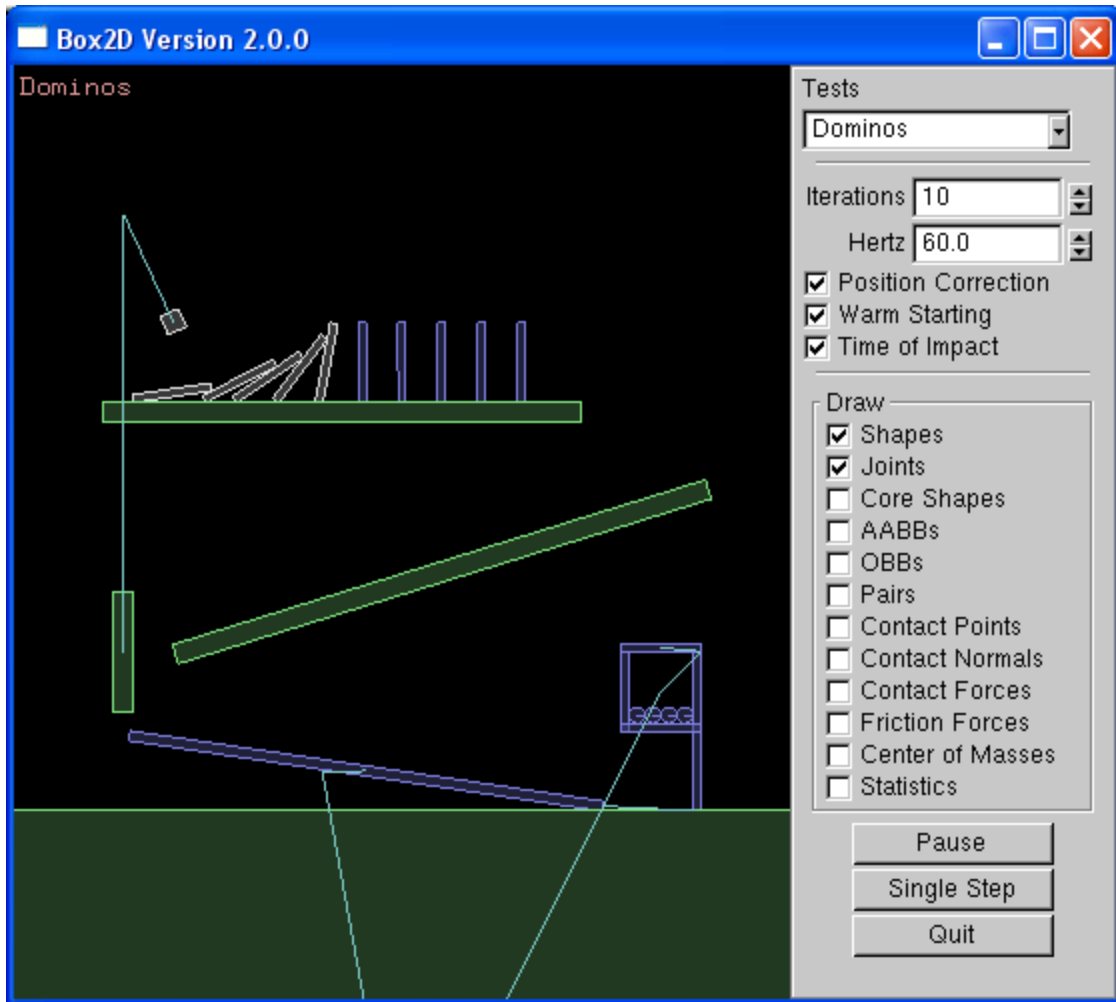 Box2D Version 2.0.0
Dominos
Tests
Dominos
Iterations 10
Hertz 60.0
Position Correction
Warm Starting
Time of Impact
Draw
Shapes
Joints
Core Shapes
AABBs
OBBs
Pairs
Contact Points
Contact Normals
Contact Forces
Friction Forces
Center of Masses
Statistics
Pause
Single Step
Quit